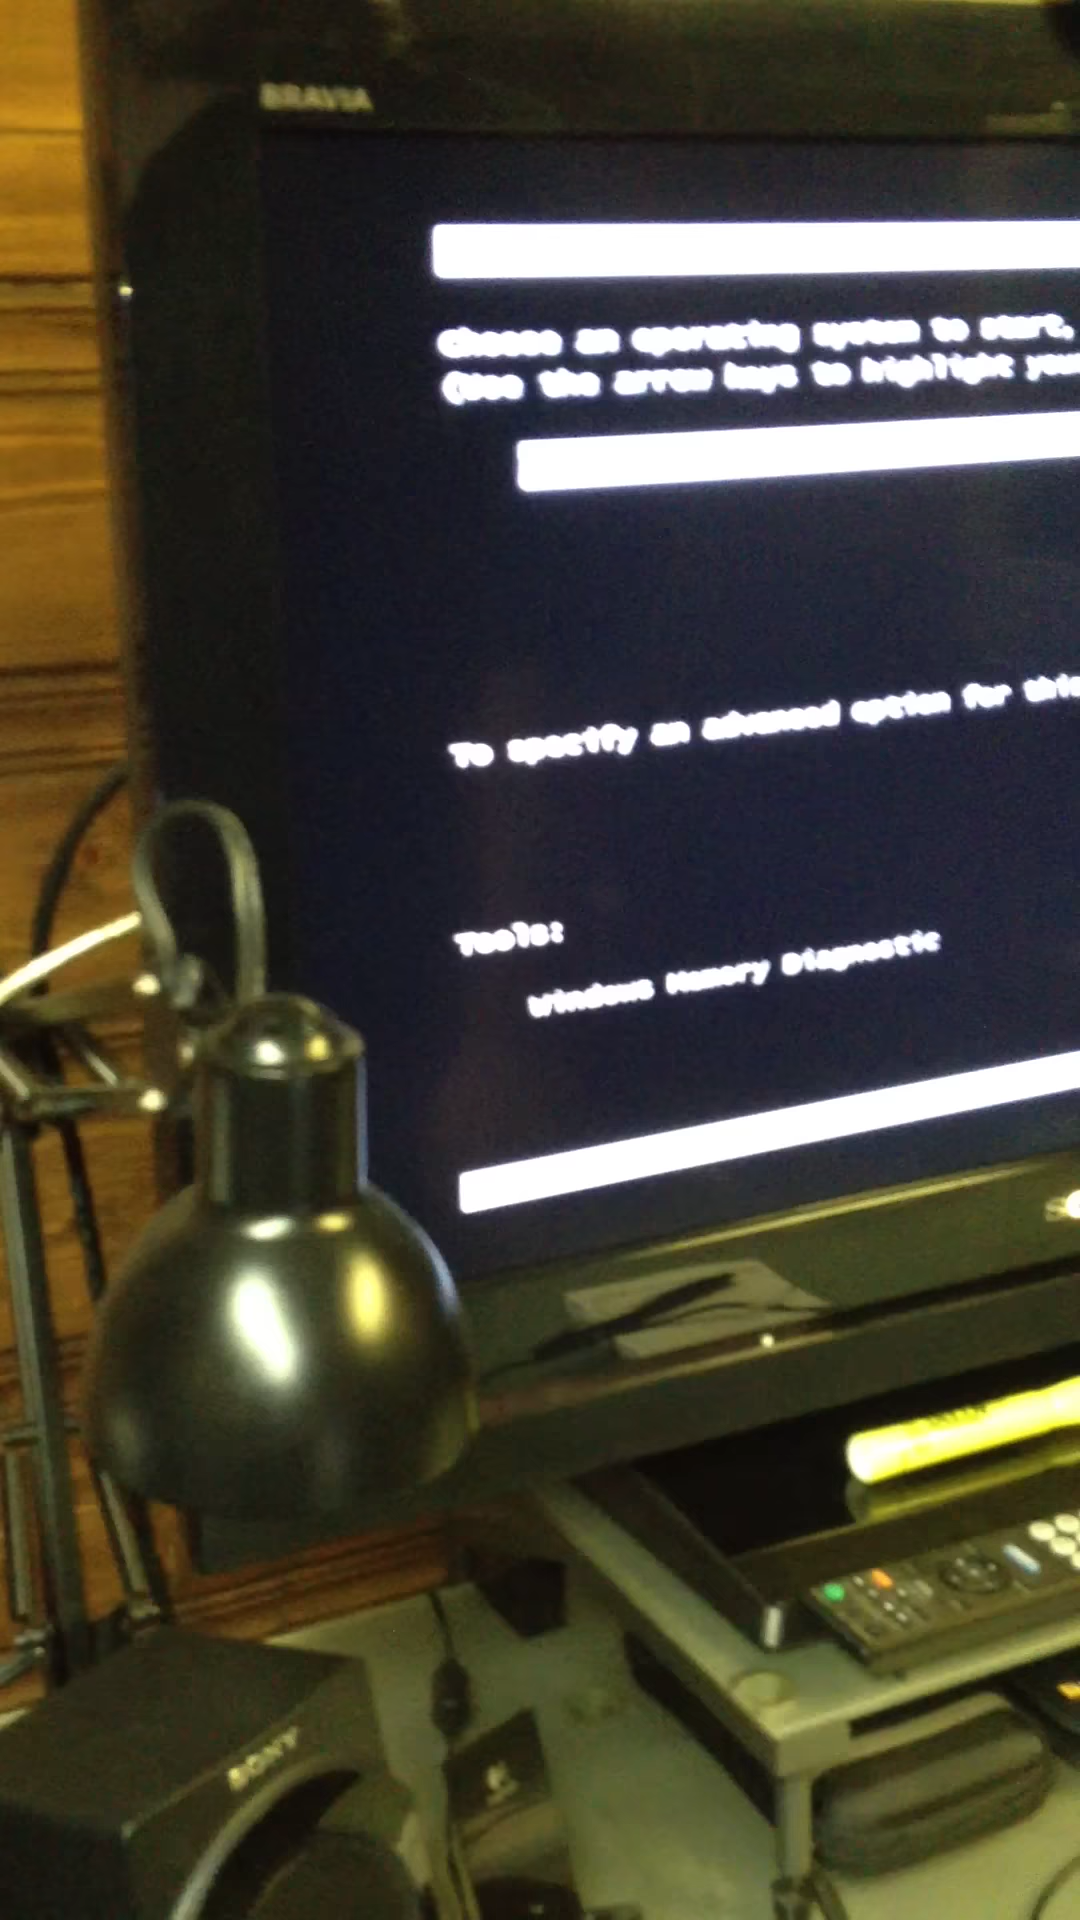 BRAVIA
Choose an operating system to start,
(Use the arrow keys to highlight your
To specify an advanced option for this
Tools:
Windows Memory Diagnostic
SONY